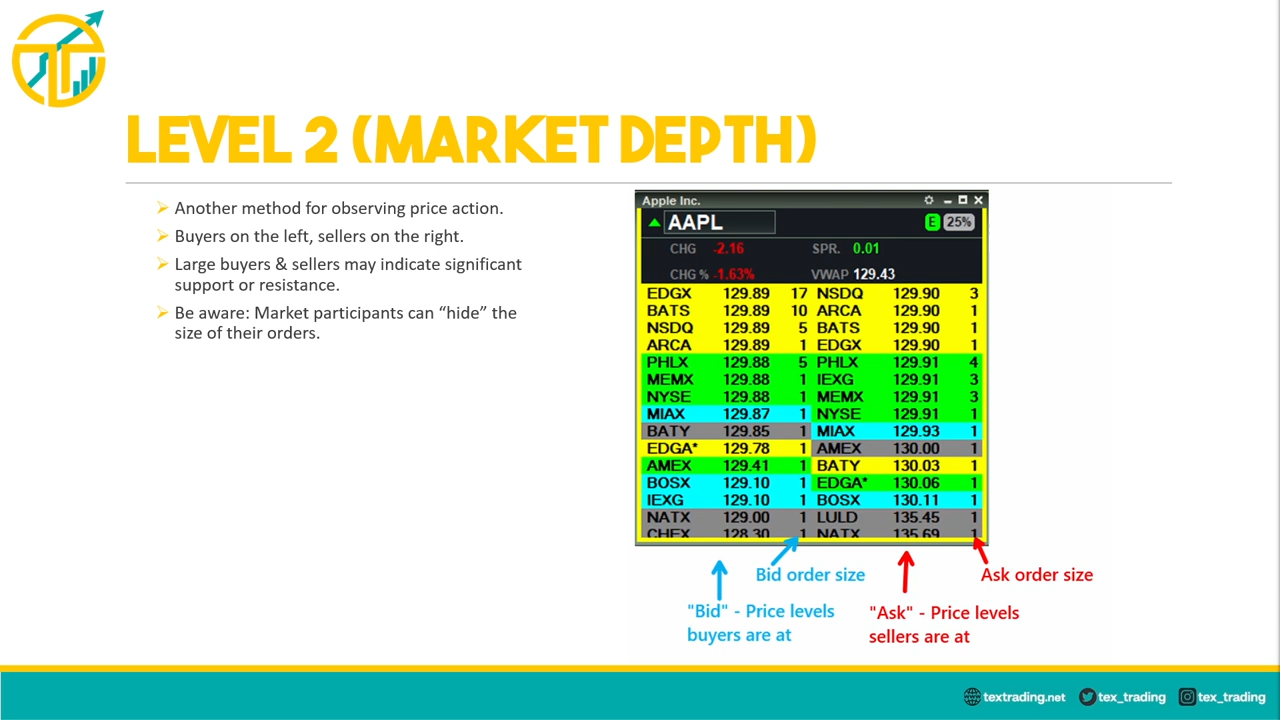 LEVEL 2 (MARKET DEPTH)
Another method for observing price action.
Buyers on the left, sellers on the right.
Large buyers & sellers may indicate significant
support or resistance.
Be aware: Market participants can “hide” the
size of their orders.
Apple Inc.
AAPL E 25%
CHG -2.16 SPR. 0.01
CHG % -1.63% VWAP 129.43
EDGX 129.89 17 NSDQ 129.90 3
BATS 129.89 10 ARCA 129.90 1
NSDQ 129.89 5 BATS 129.90 1
ARCA 129.89 1 EDGX 129.90 1
PHLX 129.88 5 PHLX 129.91 4
MEMX 129.88 1 IEXG 129.91 3
NYSE 129.88 1 MEMX 129.91 3
MIAX 129.87 1 NYSE 129.91 1
BATY 129.85 1 MIAX 129.93 1
EDGA* 129.78 1 AMEX 130.00 1
AMEX 129.41 1 BATY 130.03 1
BOSX 129.10 1 EDGA* 130.06 1
IEXG 129.10 1 BOSX 130.11 1
NATX 129.00 1 LULD 135.45 1
CHEX 128.30 1 NATX 135.69 1
Bid order size
Ask order size
"Bid" - Price levels
buyers are at
"Ask" - Price levels
sellers are at
textrading.net tex_trading tex_trading